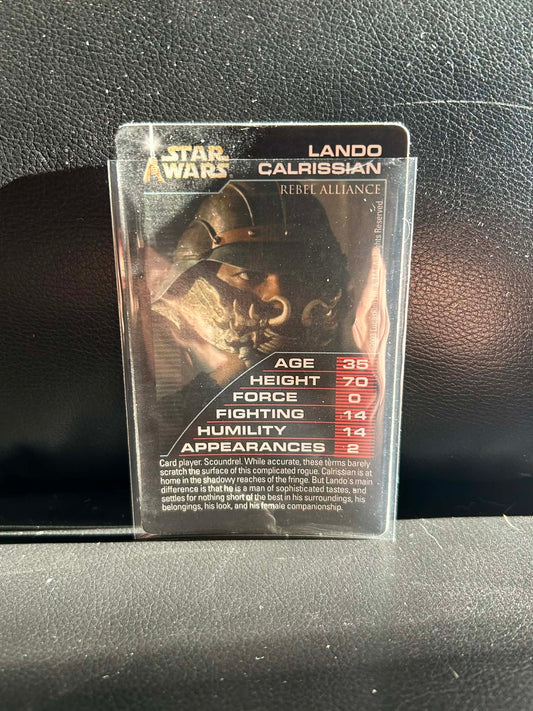 STAR
WARS
LANDO
CALRISSIAN
REBEL ALLIANCE
Rights Reserved.
AGE 35
HEIGHT 70
FORCE 0
FIGHTING 14
HUMILITY 14
APPEARANCES 2
Card player. Scoundrel. While accurate, these terms barely
scratch the surface of this complicated rogue. Calrissian is at
home in the shadowy reaches of the fringe. But Lando's main
difference is that he is a man of sophisticated tastes, and
settles for nothing short of the best in his surroundings, his
belongings, his look, and his female companionship.